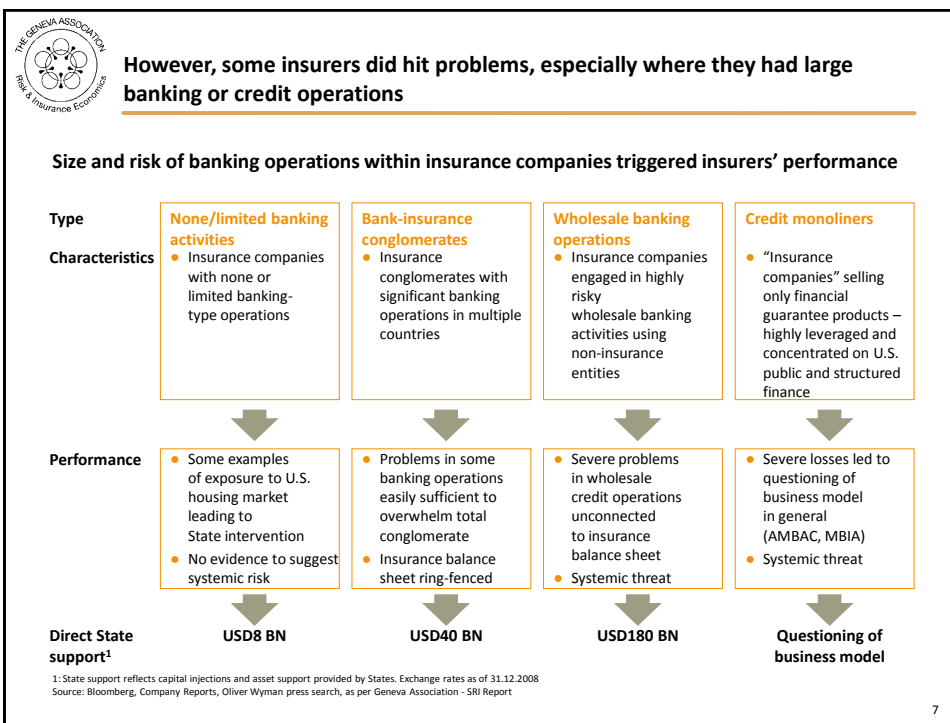 THE GENEVA ASSOCIATION
Risk & Insurance Economics
However, some insurers did hit problems, especially where they had large
banking or credit operations
Size and risk of banking operations within insurance companies triggered insurers’ performance
Type
None/limited banking
activities
Bank-insurance
conglomerates
Wholesale banking
operations
Credit monoliners
Characteristics
● Insurance companies
with none or
limited banking-
type operations
● Insurance
conglomerates with
significant banking
operations in multiple
countries
● Insurance companies
engaged in highly
risky
wholesale banking
activities using
non-insurance
entities
● “Insurance
companies” selling
only financial
guarantee products –
highly leveraged and
concentrated on U.S.
public and structured
finance
Performance
● Some examples
of exposure to U.S.
housing market
leading to
State intervention
● No evidence to suggest
systemic risk
● Problems in some
banking operations
easily sufficient to
overwhelm total
conglomerate
● Insurance balance
sheet ring-fenced
● Severe problems
in wholesale
credit operations
unconnected
to insurance
balance sheet
● Systemic threat
● Severe losses led to
questioning of
business model
in general
(AMBAC, MBIA)
● Systemic threat
Direct State
support1
USD8 BN
USD40 BN
USD180 BN
Questioning of
business model
1: State support reflects capital injections and asset support provided by States. Exchange rates as of 31.12.2008
Source: Bloomberg, Company Reports, Oliver Wyman press search, as per Geneva Association - SRI Report
7